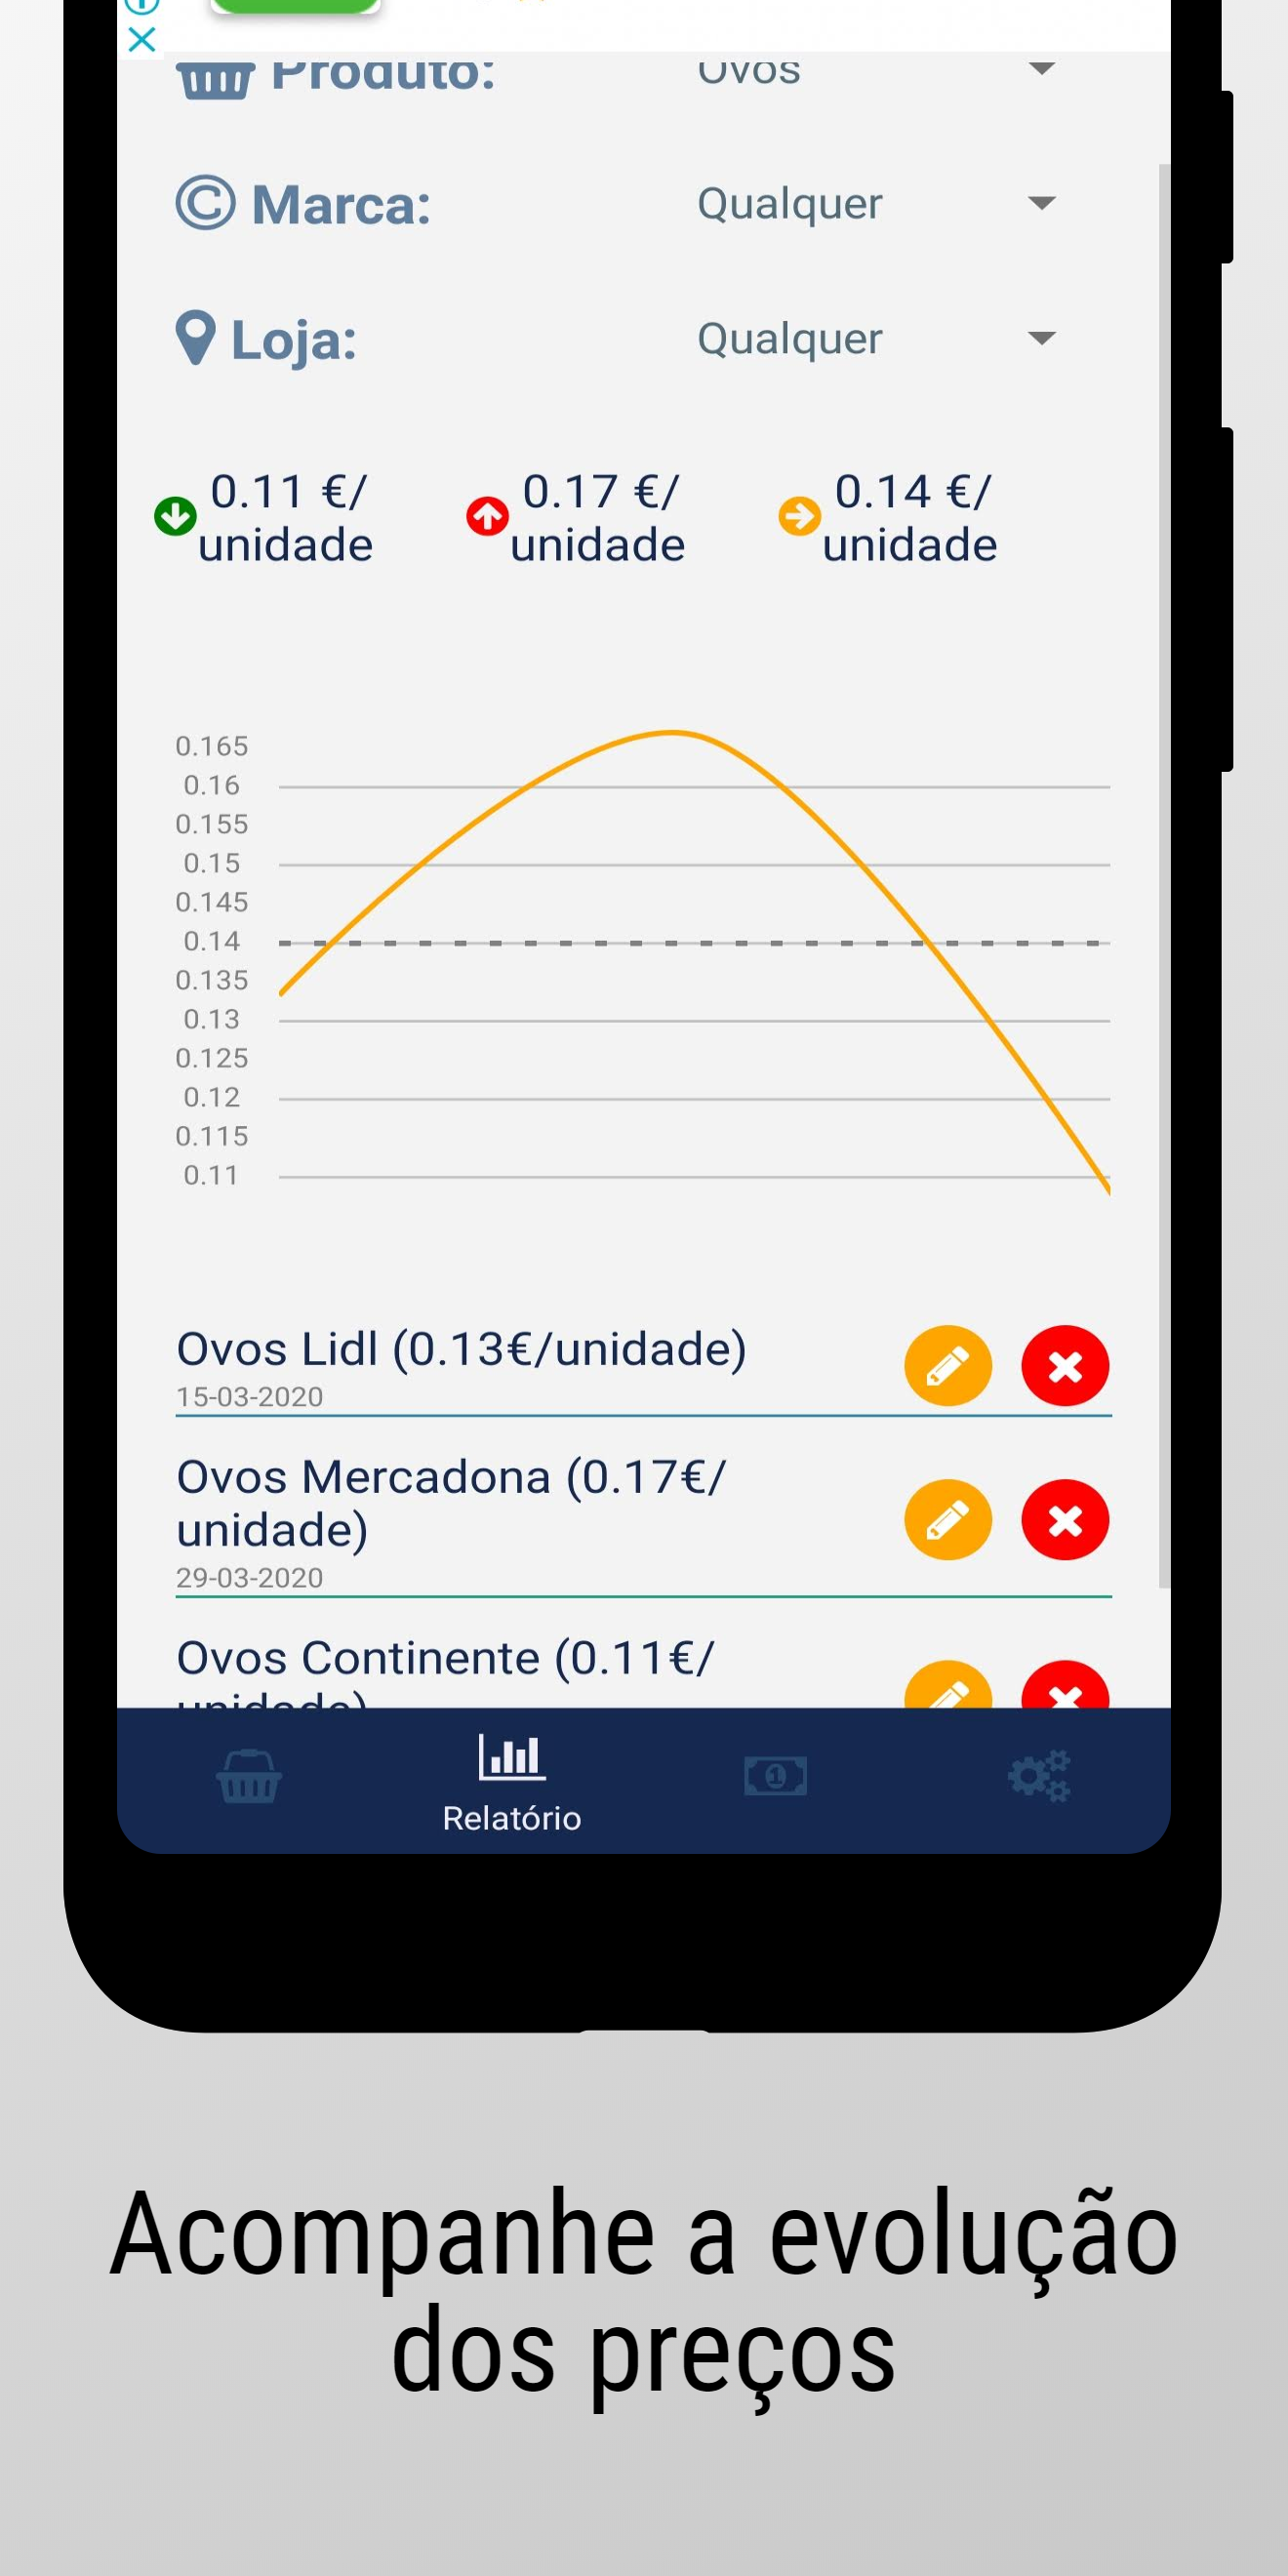 Produto: Ovos
Marca: Qualquer
Loja: Qualquer
0.11 €/
unidade
0.17 €/
unidade
0.14 €/
unidade
0.165
0.16
0.155
0.15
0.145
0.14
0.135
0.13
0.125
0.12
0.115
0.11
Ovos Lidl (0.13€/unidade)
15-03-2020
Ovos Mercadona (0.17€/
unidade)
29-03-2020
Ovos Continente (0.11€/
unidade)
Relatório
Acompanhe a evolução
dos preços